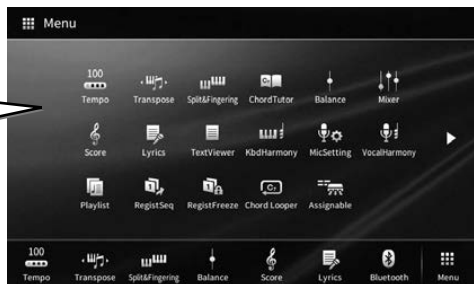 Menu
100
Tempo Transpose Split&Fingering ChordTutor Balance Mixer
Score Lyrics TextViewer KbdHarmony MicSetting VocalHarmony
Playlist RegistSeq RegistFreeze Chord Looper Assignable
100
Tempo Transpose Split&Fingering Balance Score Lyrics Bluetooth Menu